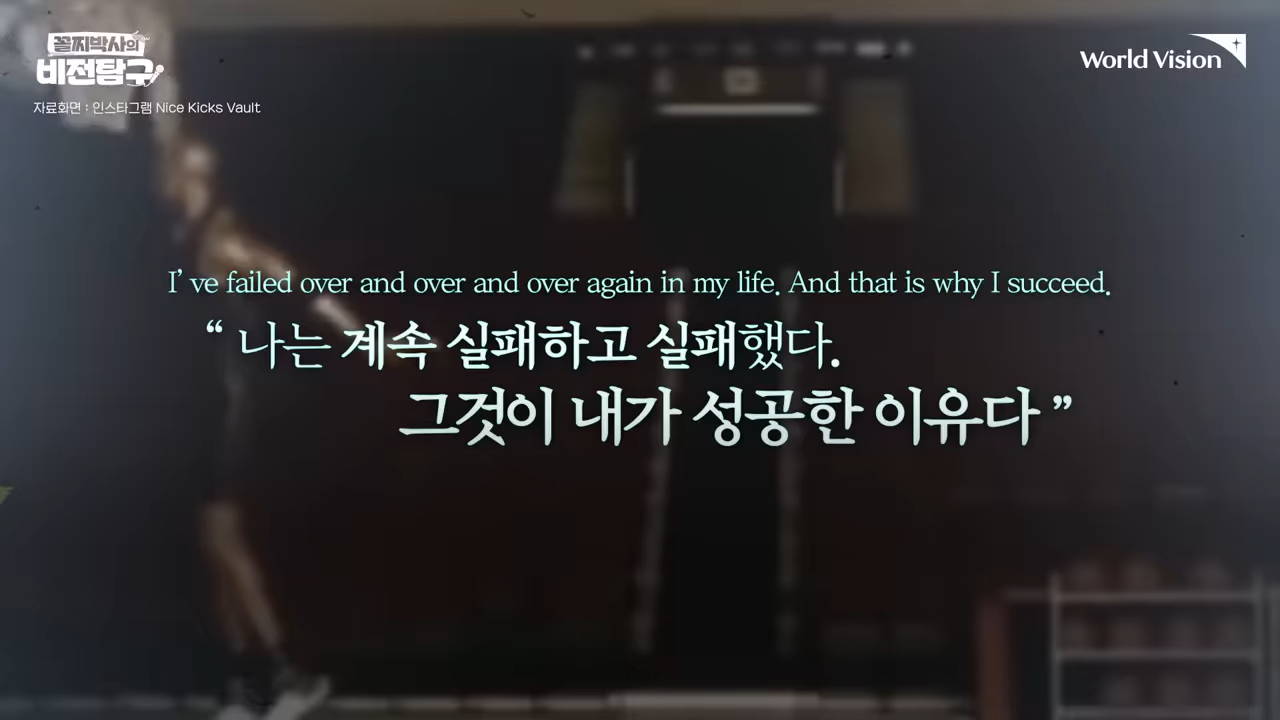 꼴찌박사의
비전탐구
자료화면 : 인스타그램 Nice Kicks Vault
World Vision
I’ ve failed over and over and over again in my life. And that is why I succeed.
“ 나는 계속 실패하고 실패했다.
그것이 내가 성공한 이유다 ”